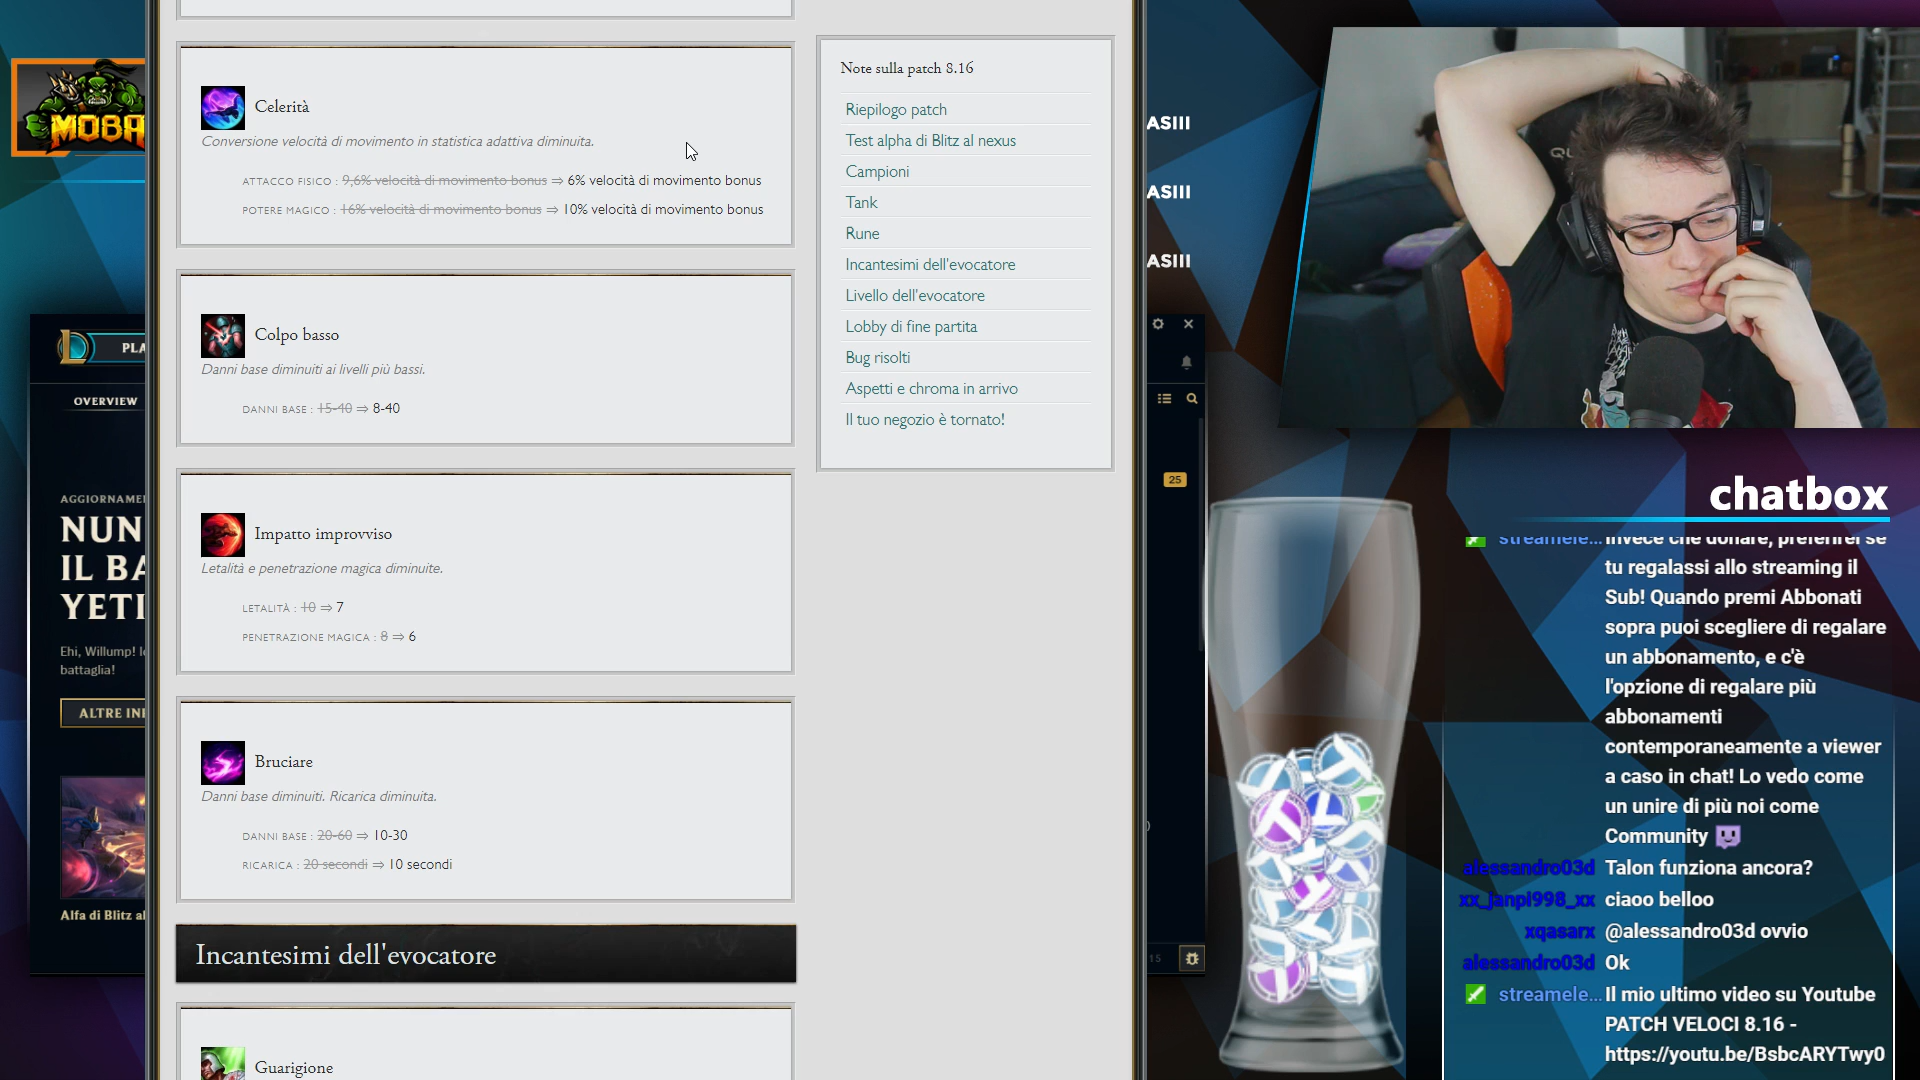 Celerità
Conversione velocità di movimento in statistica adattiva diminuita.
ATTACCO FISICO : 9,6% velocità di movimento bonus ⇒ 6% velocità di movimento bonus
POTERE MAGICO : 16% velocità di movimento bonus ⇒ 10% velocità di movimento bonus
Colpo basso
Danni base diminuiti ai livelli più bassi.
DANNI BASE : 15-40 ⇒ 8-40
Impatto improvviso
Letalità e penetrazione magica diminuite.
LETALITÀ : 10 ⇒ 7
PENETRAZIONE MAGICA : 8 ⇒ 6
Bruciare
Danni base diminuiti. Ricarica diminuita.
DANNI BASE : 20-60 ⇒ 10-30
RICARICA : 20 secondi ⇒ 10 secondi
Incantesimi dell'evocatore
Guarigione
Note sulla patch 8.16
Riepilogo patch
Test alpha di Blitz al nexus
Campioni
Tank
Rune
Incantesimi dell'evocatore
Livello dell'evocatore
Lobby di fine partita
Bug risolti
Aspetti e chroma in arrivo
Il tuo negozio è tornato!
MOBA
PLA
OVERVIEW
AGGIORNAME
NUN
IL BA
YETI
Ehi, Willump! I
battaglia!
ALTRE IN
Alfa di Blitz al
ASIII
ASIII
ASIII
25
15
chatbox
streamele... invece che donare, preferirei se
tu regalassi allo streaming il
Sub! Quando premi Abbonati
sopra puoi scegliere di regalare
un abbonamento, e c'è
l'opzione di regalare più
abbonamenti
contemporaneamente a viewer
a caso in chat! Lo vedo come
un unire di più noi come
Community
alessandro03d Talon funziona ancora?
xx_janpi998_xx ciaoo belloo
xqasarx @alessandro03d ovvio
alessandro03d Ok
streamele... Il mio ultimo video su Youtube
PATCH VELOCI 8.16 -
https://youtu.be/BsbcARYTwy0